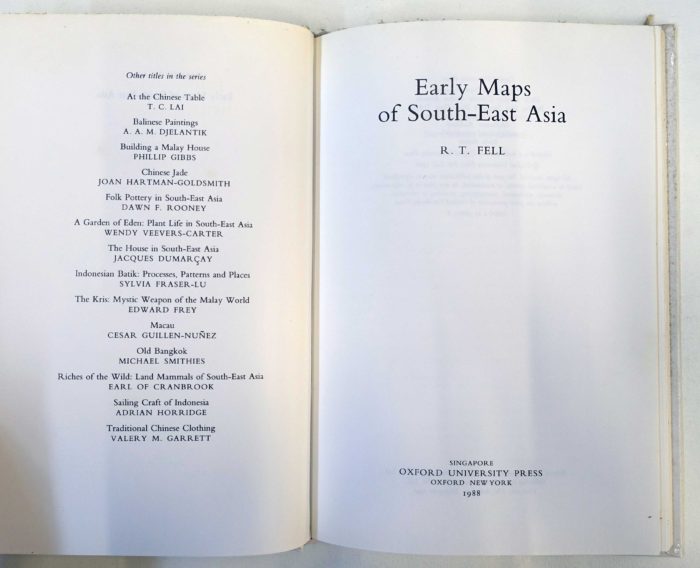 Other titles in the series
At the Chinese Table
T. C. LAI
Balinese Paintings
A. A. M. DJELANTIK
Building a Malay House
PHILLIP GIBBS
Chinese Jade
JOAN HARTMAN-GOLDSMITH
Folk Pottery in South-East Asia
DAWN F. ROONEY
A Garden of Eden: Plant Life in South-East Asia
WENDY VEEVERS-CARTER
The House in South-East Asia
JACQUES DUMARÇAY
Indonesian Batik: Processes, Patterns and Places
SYLVIA FRASER-LU
The Kris: Mystic Weapon of the Malay World
EDWARD FREY
Macau
CESAR GUILLEN-NUÑEZ
Old Bangkok
MICHAEL SMITHIES
Riches of the Wild: Land Mammals of South-East Asia
EARL OF CRANBROOK
Sailing Craft of Indonesia
ADRIAN HORRIDGE
Traditional Chinese Clothing
VALERY M. GARRETT
Early Maps
of South-East Asia
R. T. FELL
SINGAPORE
OXFORD UNIVERSITY PRESS
OXFORD NEW YORK
1988